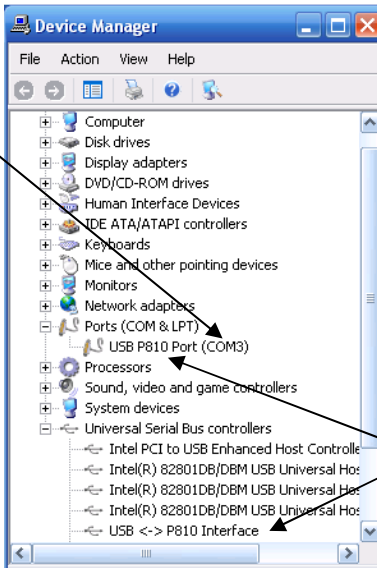 Device Manager
File Action View Help
Computer
Disk drives
Display adapters
DVD/CD-ROM drives
Human Interface Devices
IDE ATA/ATAPI controllers
Keyboards
Mice and other pointing devices
Monitors
Network adapters
Ports (COM & LPT)
USB P810 Port (COM3)
Processors
Sound, video and game controllers
System devices
Universal Serial Bus controllers
Intel PCI to USB Enhanced Host Controlle
Intel(R) 82801DB/DBM USB Universal Hos
Intel(R) 82801DB/DBM USB Universal Hos
Intel(R) 82801DB/DBM USB Universal Hos
USB <-> P810 Interface